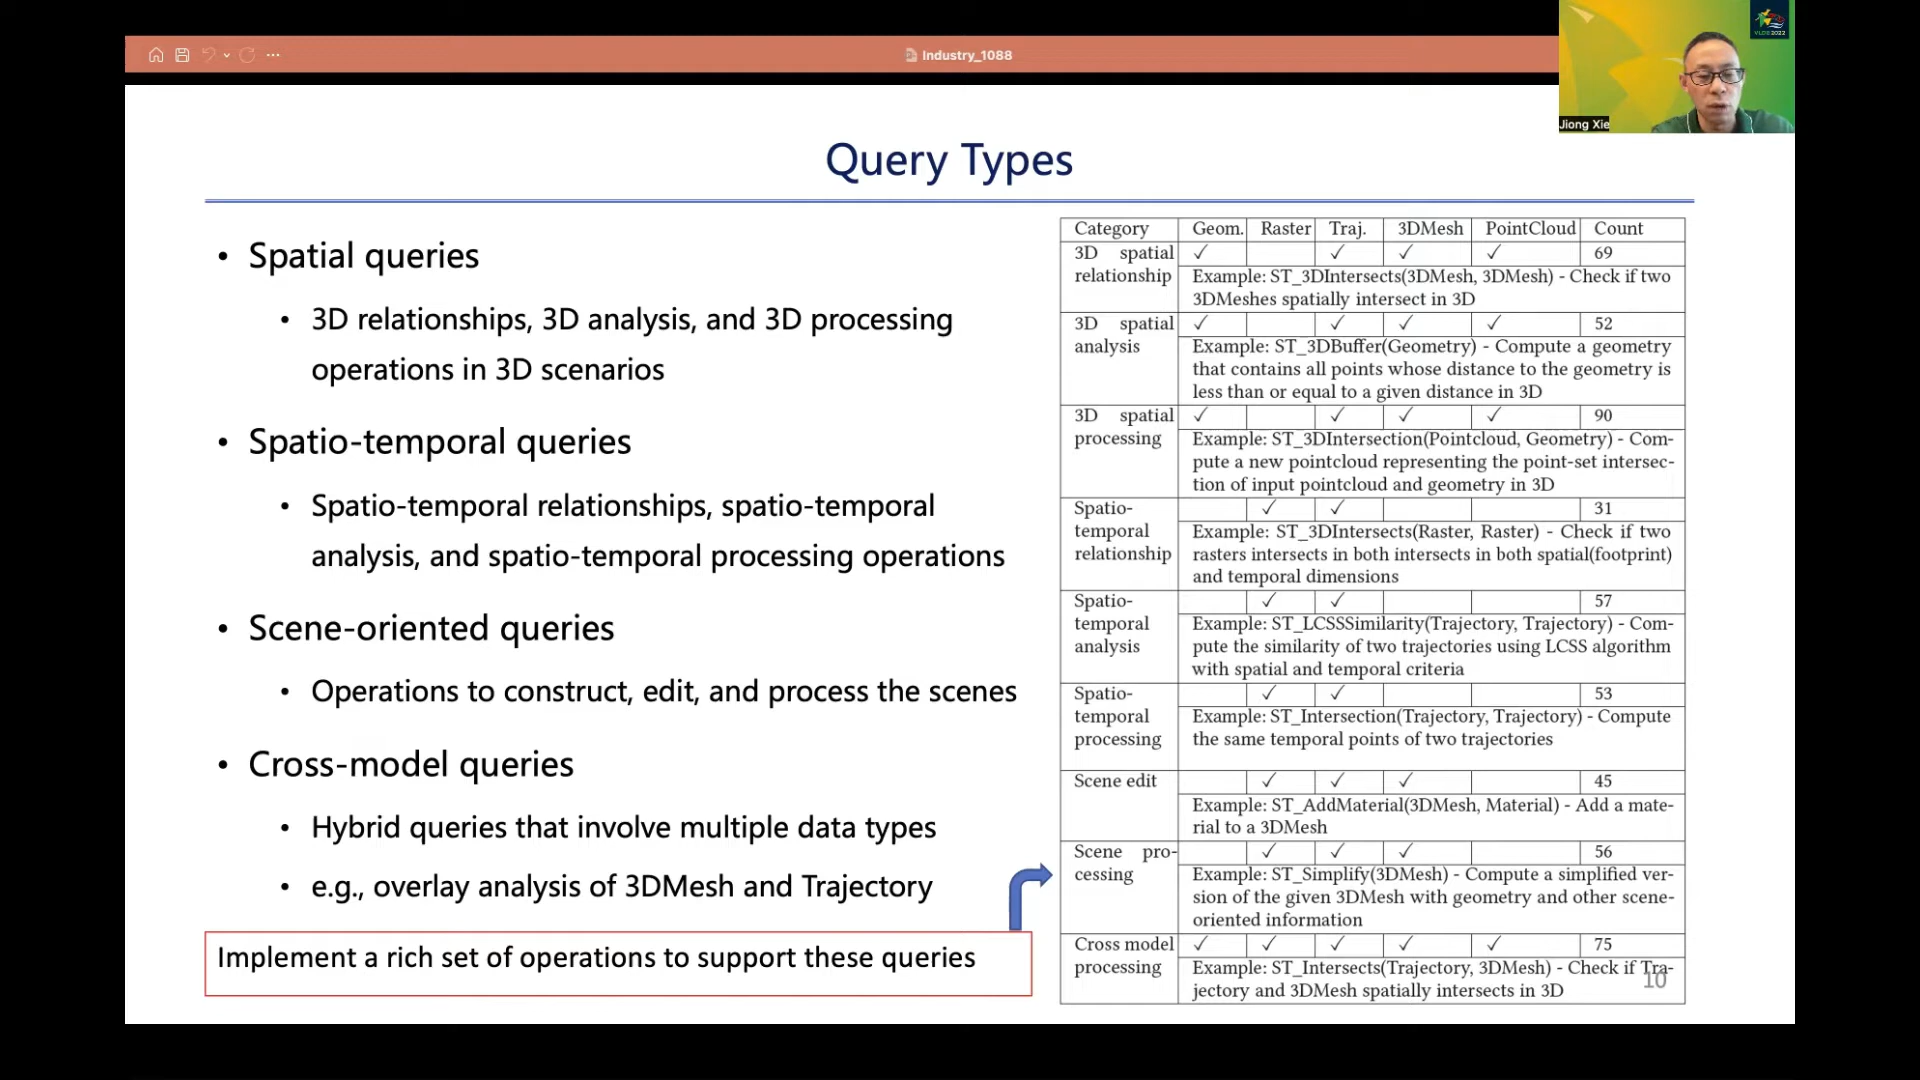 Industry_1088
VLDB 2022
Jiong Xie
Query Types
• Spatial queries
• 3D relationships, 3D analysis, and 3D processing
operations in 3D scenarios
• Spatio-temporal queries
• Spatio-temporal relationships, spatio-temporal
analysis, and spatio-temporal processing operations
• Scene-oriented queries
• Operations to construct, edit, and process the scenes
• Cross-model queries
• Hybrid queries that involve multiple data types
• e.g., overlay analysis of 3DMesh and Trajectory
Implement a rich set of operations to support these queries
Category Geom. Raster Traj. 3DMesh PointCloud Count
3D spatial ✓ ✓ ✓ ✓ 69
relationship Example: ST_3DIntersects(3DMesh, 3DMesh) - Check if two
3DMeshes spatially intersect in 3D
3D spatial ✓ ✓ ✓ ✓ 52
analysis Example: ST_3DBuffer(Geometry) - Compute a geometry
that contains all points whose distance to the geometry is
less than or equal to a given distance in 3D
3D spatial ✓ ✓ ✓ ✓ 90
processing Example: ST_3DIntersection(Pointcloud, Geometry) - Com-
pute a new pointcloud representing the point-set intersec-
tion of input pointcloud and geometry in 3D
Spatio- ✓ ✓ 31
temporal Example: ST_3DIntersects(Raster, Raster) - Check if two
relationship rasters intersects in both intersects in both spatial(footprint)
and temporal dimensions
Spatio- ✓ ✓ 57
temporal Example: ST_LCSSSimilarity(Trajectory, Trajectory) - Com-
analysis pute the similarity of two trajectories using LCSS algorithm
with spatial and temporal criteria
Spatio- ✓ ✓ 53
temporal Example: ST_Intersection(Trajectory, Trajectory) - Compute
processing the same temporal points of two trajectories
Scene edit ✓ ✓ ✓ 45
Example: ST_AddMaterial(3DMesh, Material) - Add a mate-
rial to a 3DMesh
Scene pro- ✓ ✓ ✓ 56
cessing Example: ST_Simplify(3DMesh) - Compute a simplified ver-
sion of the given 3DMesh with geometry and other scene-
oriented information
Cross model ✓ ✓ ✓ ✓ ✓ 75
processing Example: ST_Intersects(Trajectory, 3DMesh) - Check if Tra-
jectory and 3DMesh spatially intersects in 3D
10